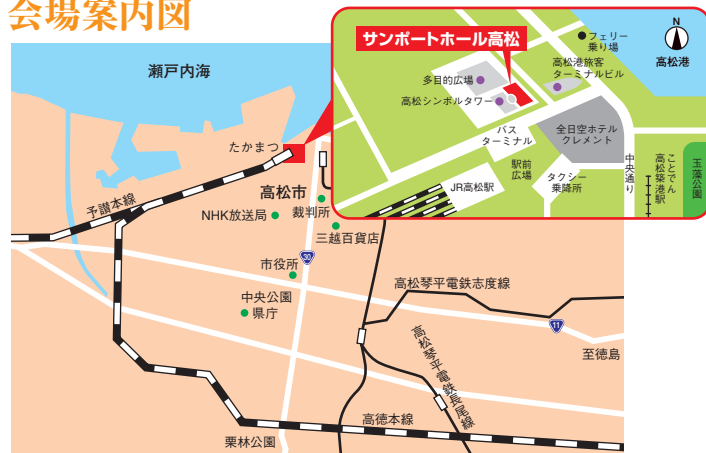 会場案内図
サンポートホール高松
N
高松港
フェリー
乗り場
高松港旅客
ターミナルビル
多目的広場
高松シンボルタワー
バス
ターミナル
全日空ホテル
クレメント
駅前
広場
タクシー
乗降所
JR高松駅
中央通り
ことでん
高松築港駅
玉藻公園
瀬戸内海
たかまつ
予讃本線
高松市
裁判所
NHK放送局
三越百貨店
30
市役所
中央公園
県庁
高松琴平電鉄志度線
11
至徳島
高松琴平電鉄長尾線
高徳本線
栗林公園